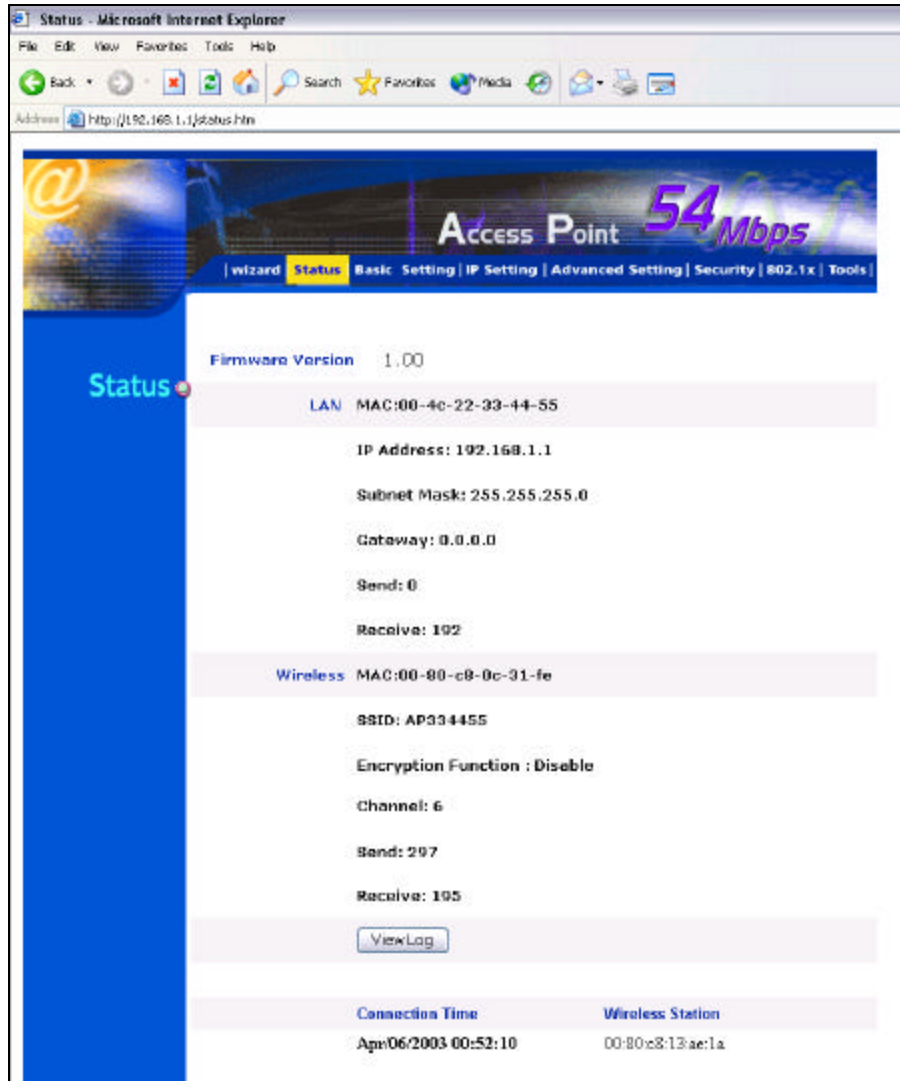 Status - Microsoft Internet Explorer
File Edit View Favorites Tools Help
Back Search Favorites Media
Address http://192.168.1.1/status.htm
@
Access Point 54 Mbps
|wizard Status Basic Setting|IP Setting|Advanced Setting|Security|802.1x|Tools|
Status
Firmware Version 1.00
LAN MAC:00-4c-22-33-44-55
IP Address: 192.168.1.1
Subnet Mask: 255.255.255.0
Gateway: 0.0.0.0
Send: 0
Receive: 192
Wireless MAC:00-80-c8-0c-31-fe
SSID: AP334455
Encryption Function : Disable
Channel: 6
Send: 297
Receive: 195
ViewLog
Connection Time Wireless Station
Apr/06/2003 00:52:10 00:80:c8:13:ae:1a